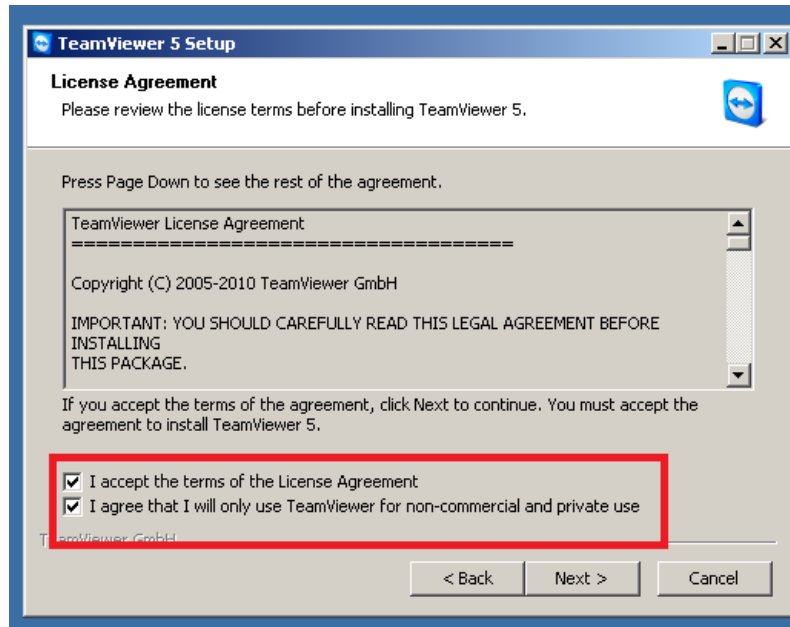 TeamViewer 5 Setup
License Agreement
Please review the license terms before installing TeamViewer 5.
Press Page Down to see the rest of the agreement.
TeamViewer License Agreement
====================================
Copyright (C) 2005-2010 TeamViewer GmbH
IMPORTANT: YOU SHOULD CAREFULLY READ THIS LEGAL AGREEMENT BEFORE
INSTALLING
THIS PACKAGE.
If you accept the terms of the agreement, click Next to continue. You must accept the
agreement to install TeamViewer 5.
I accept the terms of the License Agreement
I agree that I will only use TeamViewer for non-commercial and private use
TeamViewer GmbH
< Back Next > Cancel